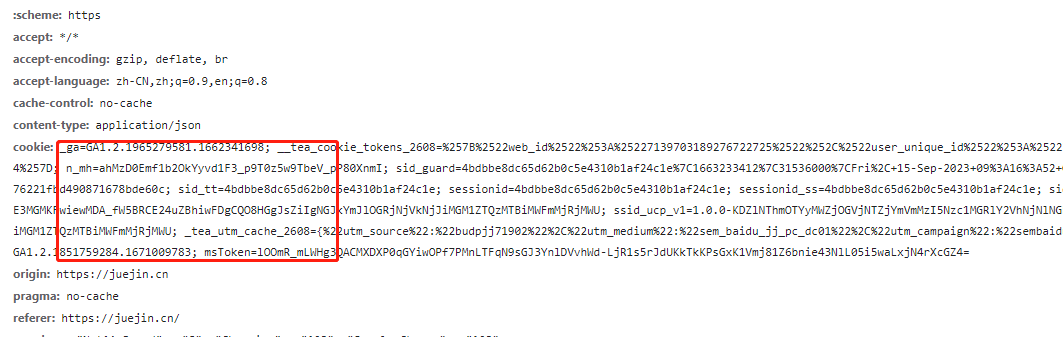 :scheme: https
accept: */*
accept-encoding: gzip, deflate, br
accept-language: zh-CN,zh;q=0.9,en;q=0.8
cache-control: no-cache
content-type: application/json
cookie: _ga=GA1.2.1965279581.1662341698; __tea_cookie_tokens_2608=%257B%2522web_id%2522%253A%25227139703189276722725%2522%252C%2522user_unique_id%2522%253A%2522
4%257D; n_mh=ahMzD0Emf1b2OkYyvd1F3_p9T0z5w9TbeV_pP80XnmI; sid_guard=4bdbbe8dc65d62b0c5e4310b1af24c1e%7C1663233412%7C31536000%7CFri%2C+15-Sep-2023+09%3A16%3A52+
76221fbd490871678bde60c; sid_tt=4bdbbe8dc65d62b0c5e4310b1af24c1e; sessionid=4bdbbe8dc65d62b0c5e4310b1af24c1e; sessionid_ss=4bdbbe8dc65d62b0c5e4310b1af24c1e;
E3MGMKFwiewMDA_fW5BRCE24uZBhiwFDgCQO8HGgJsZiIgNGJkYmJlOGRjNjVkNjJiMGM1ZTQzMTBiMWFmMjRjMWU; ssid_ucp_v1=1.0.0-KDZlNThmOTYyMWZjOGVjNTZjYmVmMzI5Nzc1MGRlY2VhNjNlNG
iMGM1ZTQzMTBiMWFmMjRjMWU; _tea_utm_cache_2608={%22utm_source%22:%22budpjj71902%22%2C%22utm_medium%22:%22sem_baidu_jj_pc_dc01%22%2C%22utm_campaign%22:%22sembaid
GA1.2.1851759284.1671009783; msToken=lOOmR_mLWHg3QACMXDXP0qGYiwOPf7PMnLTFqN9sGJ3YnlDVvhWd-LjR1s5rJdUKkTkKPsGxK1Vmj81Z6bnie43NlL05i5waLxjN4rXcGZ4=
origin: https://juejin.cn
pragma: no-cache
referer: https://juejin.cn/